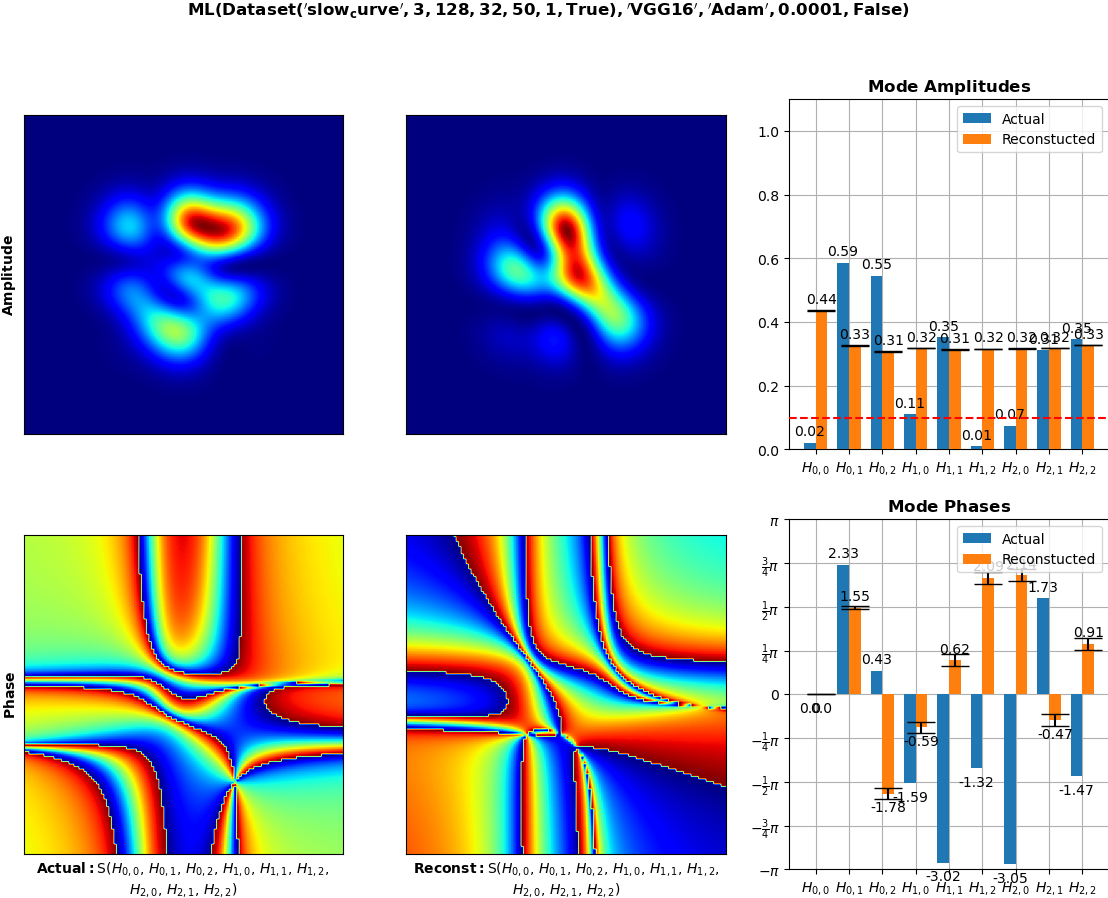 ML(Dataset('slow_curve', 3, 128, 32, 50, 1, True), 'VGG16', 'Adam', 0.0001, False)
Amplitude
Mode Amplitudes
Actual
Reconstucted
1.0
0.8
0.6
0.4
0.2
0.0
0.02
0.44
0.59
0.33
0.55
0.31
0.11
0.32
0.35
0.31
0.01
0.32
0.07
0.32
0.31
0.32
0.35
0.33
H0,0 H0,1 H0,2 H1,0 H1,1 H1,2 H2,0 H2,1 H2,2
Phase
Mode Phases
Actual
Reconstucted
π
3/4π
1/2π
1/4π
0
−1/4π
−1/2π
−3/4π
−π
0.0
0.0
2.33
1.55
0.43
-1.78
-1.59
-0.59
-3.02
0.62
-1.32
2.09
-3.05
1.73
-0.47
-1.47
0.91
H0,0 H0,1 H0,2 H1,0 H1,1 H1,2 H2,0 H2,1 H2,2
Actual: S(H0,0, H0,1, H0,2, H1,0, H1,1, H1,2,
H2,0, H2,1, H2,2)
Reconst: S(H0,0, H0,1, H0,2, H1,0, H1,1, H1,2,
H2,0, H2,1, H2,2)